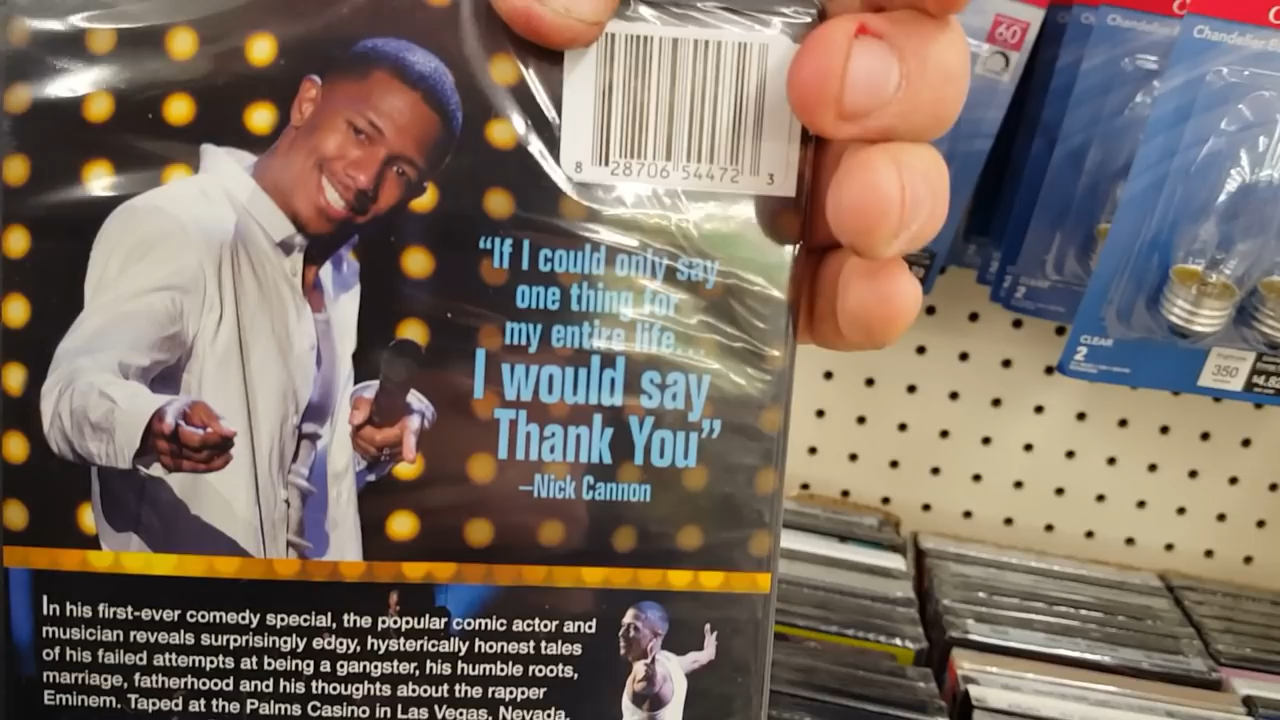 8 28706 54472 3
“If I could only say
one thing for
my entire life...
I would say
Thank You”
–Nick Cannon
In his first-ever comedy special, the popular comic actor and
musician reveals surprisingly edgy, hysterically honest tales
of his failed attempts at being a gangster, his humble roots,
marriage, fatherhood and his thoughts about the rapper
Eminem. Taped at the Palms Casino in Las Vegas, Nevada,
60
Chandelier
Chandelier
CLEAR
2
350